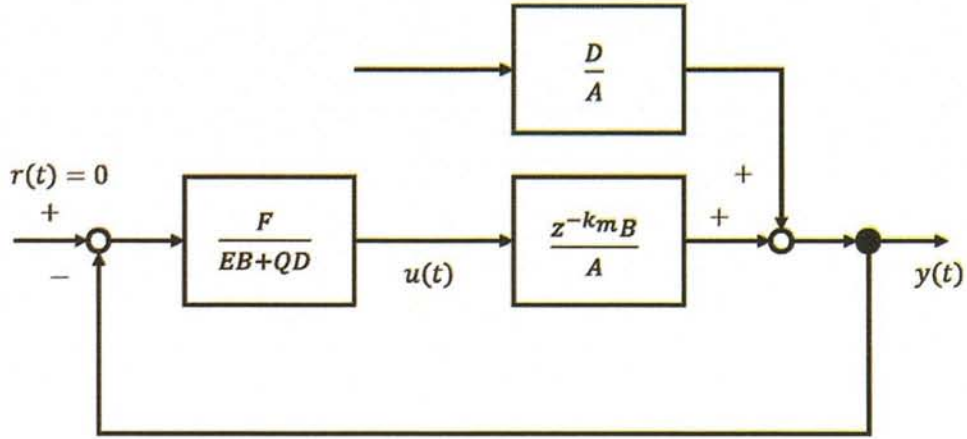 D
A
r(t) = 0
+
+
F
z^{-k_m}B
+
EB+QD
A
−
u(t)
y(t)